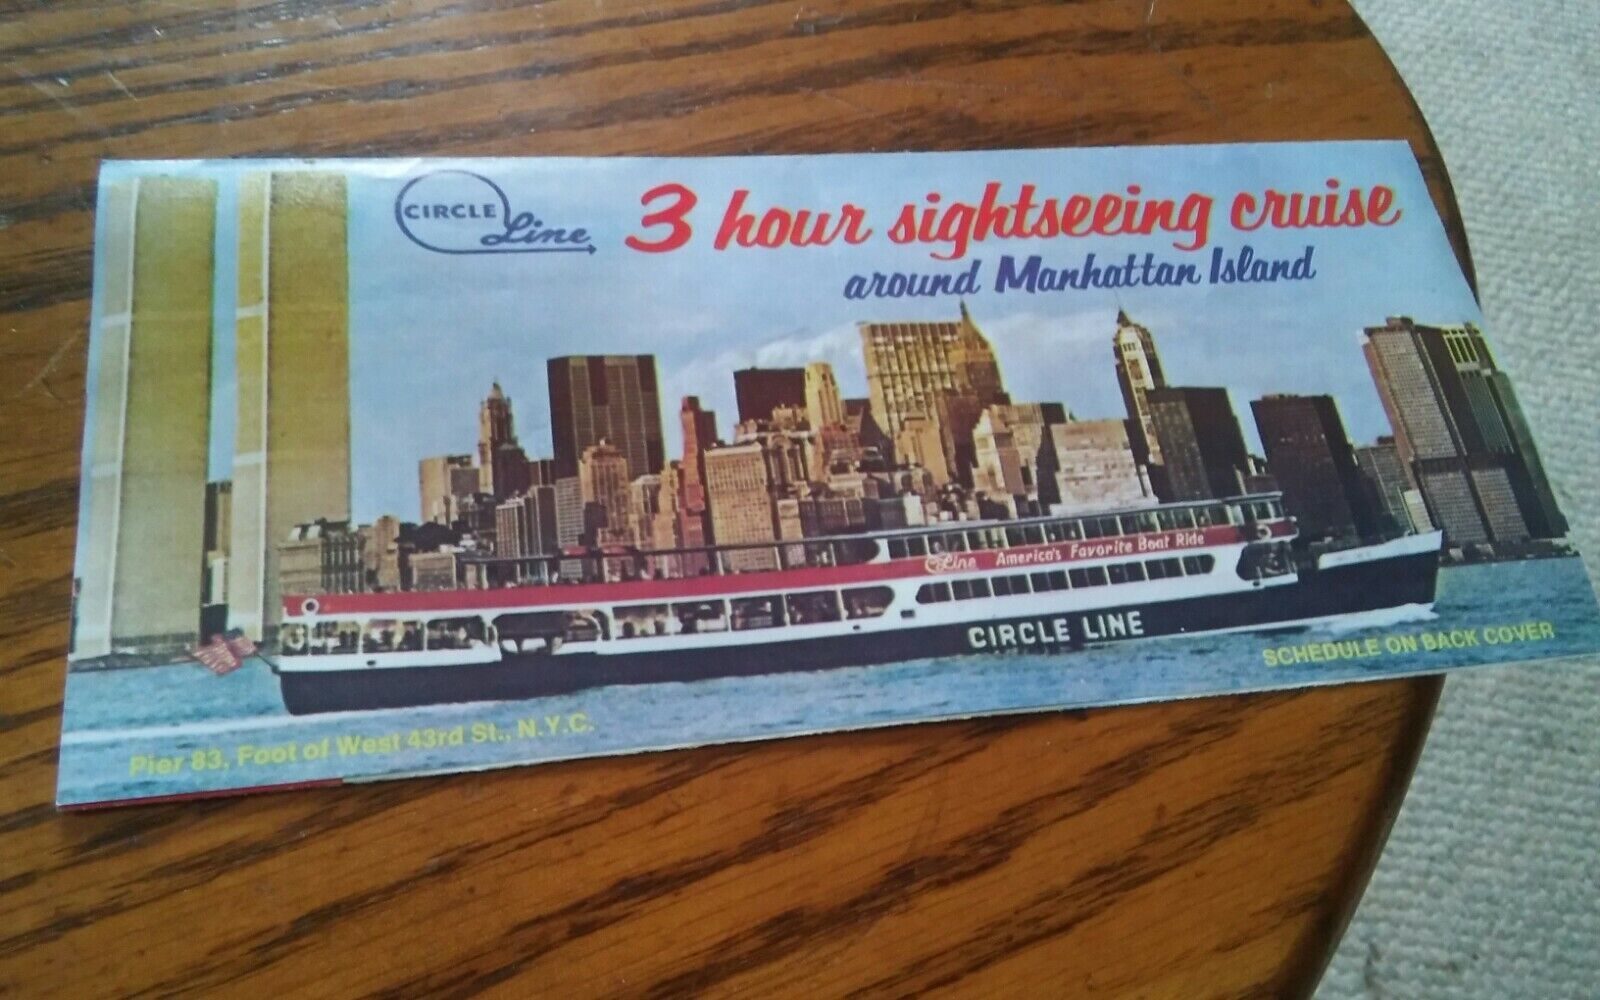 CIRCLE
Line
3 hour sightseeing cruise
around Manhattan Island
Line America's Favorite Boat Ride
CIRCLE LINE
SCHEDULE ON BACK COVER
Pier 83, Foot of West 43rd St., N.Y.C.